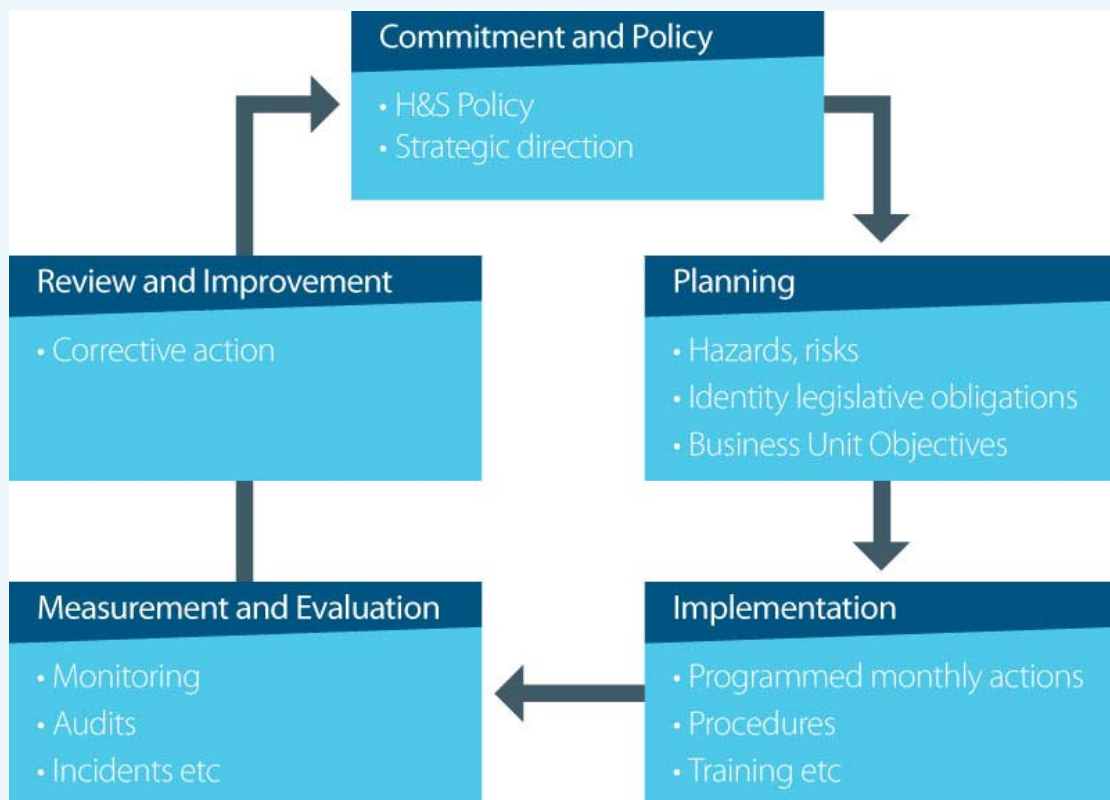 Commitment and Policy
• H&S Policy
• Strategic direction
Review and Improvement
• Corrective action
Planning
• Hazards, risks
• Identity legislative obligations
• Business Unit Objectives
Measurement and Evaluation
• Monitoring
• Audits
• Incidents etc
Implementation
• Programmed monthly actions
• Procedures
• Training etc